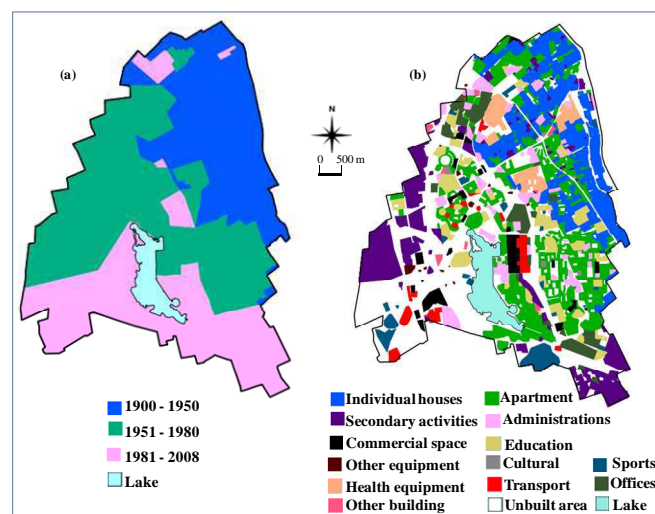 (a)
(b)
N
0 500 m
1900 - 1950
1951 - 1980
1981 - 2008
Lake
Individual houses
Apartment
Secondary activities
Administrations
Commercial space
Education
Other equipment
Cultural
Sports
Health equipment
Transport
Offices
Other building
Unbuilt area
Lake